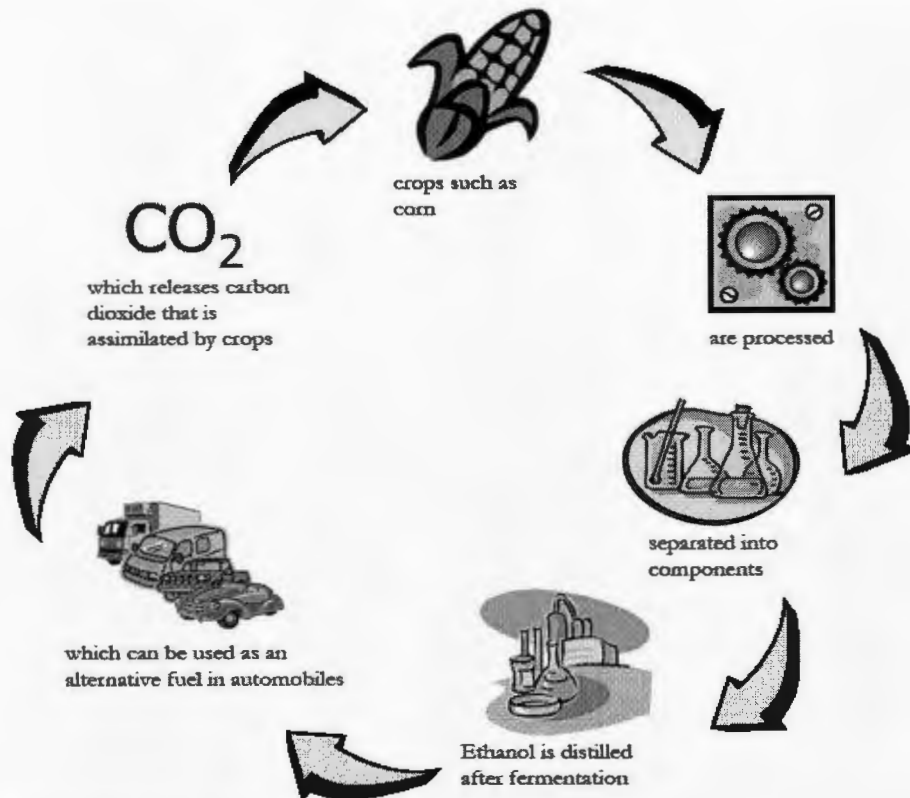 crops such as
corn
are processed
separated into
components
Ethanol is distilled
after fermentation
which can be used as an
alternative fuel in automobiles
CO₂
which releases carbon
dioxide that is
assimilated by crops